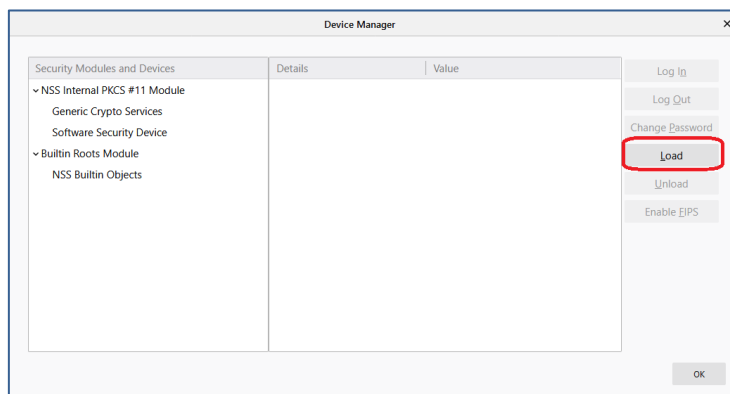 Device Manager
Security Modules and Devices
Details
Value
NSS Internal PKCS #11 Module
Generic Crypto Services
Software Security Device
Builtin Roots Module
NSS Builtin Objects
Log In
Log Out
Change Password
Load
Unload
Enable FIPS
OK